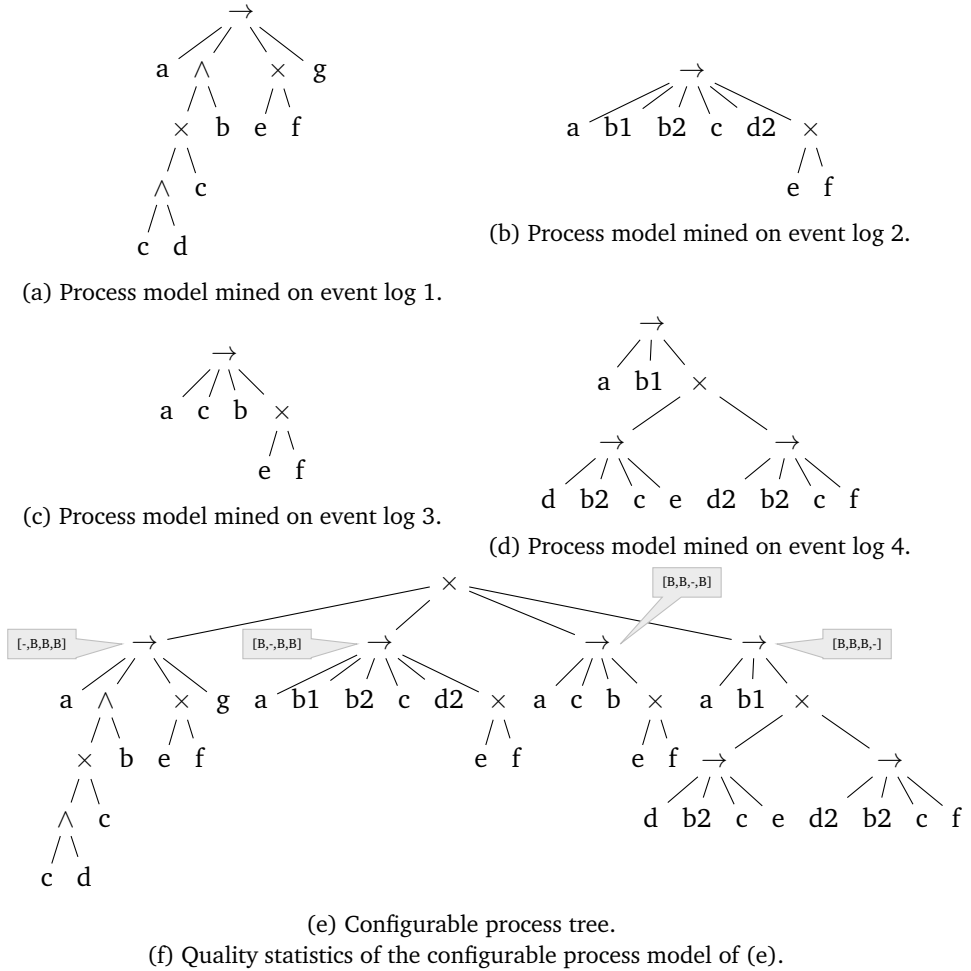 →
a ∧ × g
× b e f
∧ c
c d
(a) Process model mined on event log 1.
→
a b1 b2 c d2 ×
e f
(b) Process model mined on event log 2.
→
a c b ×
e f
(c) Process model mined on event log 3.
→
a b1 ×
→ →
d b2 c e d2 b2 c f
(d) Process model mined on event log 4.
×
[B,B,-,B]
[-,B,B,B] → [B,-,B,B] → → → [B,B,B,-]
a ∧ × g a b1 b2 c d2 × a c b × a b1 ×
× b e f e f e f → →
∧ c d b2 c e d2 b2 c f
c d
(e) Configurable process tree.
(f) Quality statistics of the configurable process model of (e).